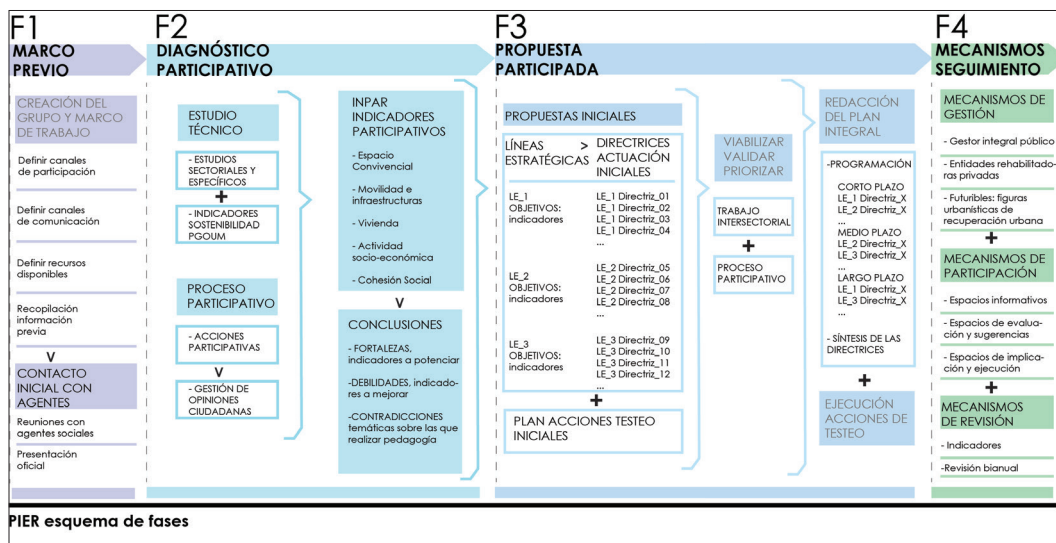 F1
MARCO
PREVIO
CREACIÓN DEL
GRUPO Y MARCO
DE TRABAJO
Definir canales
de participación
Definir canales
de comunicación
Definir recursos
disponibles
Recopilación
información
previa
V
CONTACTO
INICIAL CON
AGENTES
Reuniones con
agentes sociales
Presentación
oficial
F2
DIAGNÓSTICO
PARTICIPATIVO
ESTUDIO
TÉCNICO
- ESTUDIOS
SECTORIALES Y
ESPECÍFICOS
+
- INDICADORES
SOSTENIBILIDAD
PGOUM
PROCESO
PARTICIPATIVO
- ACCIONES
PARTICIPATIVAS
V
- GESTIÓN DE
OPINIONES
CIUDADANAS
INPAR
INDICADORES
PARTICIPATIVOS
- Espacio
Convivencial
- Movilidad e
infraestructuras
- Vivienda
- Actividad
socio-económica
- Cohesión Social
V
CONCLUSIONES
- FORTALEZAS,
indicadores a potenciar
-DEBILIDADES, indicado-
res a mejorar
-CONTRADICCIONES
temáticas sobre las que
realizar pedagogía
F3
PROPUESTA
PARTICIPADA
PROPUESTAS INICIALES
LÍNEAS > DIRECTRICES
ESTRATÉGICAS ACTUACIÓN
INICIALES
LE_1 LE_1 Directriz_01
OBJETIVOS: LE_1 Directriz_02
indicadores LE_1 Directriz_03
LE_1 Directriz_04
...
LE_2 LE_2 Directriz_05
OBJETIVOS: LE_2 Directriz_06
indicadores LE_2 Directriz_07
LE_2 Directriz_08
...
LE_3 LE_3 Directriz_09
OBJETIVOS: LE_3 Directriz_10
indicadores LE_3 Directriz_11
LE_3 Directriz_12
...
+
PLAN ACCIONES TESTEO
INICIALES
VIABILIZAR
VALIDAR
PRIORIZAR
TRABAJO
INTERSECTORIAL
+
PROCESO
PARTICIPATIVO
REDACCIÓN
DEL PLAN
INTEGRAL
-PROGRAMACIÓN
CORTO PLAZO
LE_1 Directriz_X
LE_2 Directriz_X
...
MEDIO PLAZO
LE_2 Directriz_X
LE_3 Directriz_X
...
LARGO PLAZO
LE_1 Directriz_X
LE_3 Directriz_X
...
- SÍNTESIS DE LAS
DIRECTRICES
+
EJECUCIÓN
ACCIONES DE
TESTEO
F4
MECANISMOS
SEGUIMIENTO
MECANISMOS DE
GESTIÓN
- Gestor integral público
- Entidades rehabilitado-
ras privadas
- Futuribles: figuras
urbanísticas de
recuperación urbana
+
MECANISMOS DE
PARTICIPACIÓN
- Espacios informativos
- Espacios de evalua-
ción y sugerencias
- Espacios de implica-
ción y ejecución
+
MECANISMOS
DE REVISIÓN
- Indicadores
-Revisión bianual
PIER esquema de fases